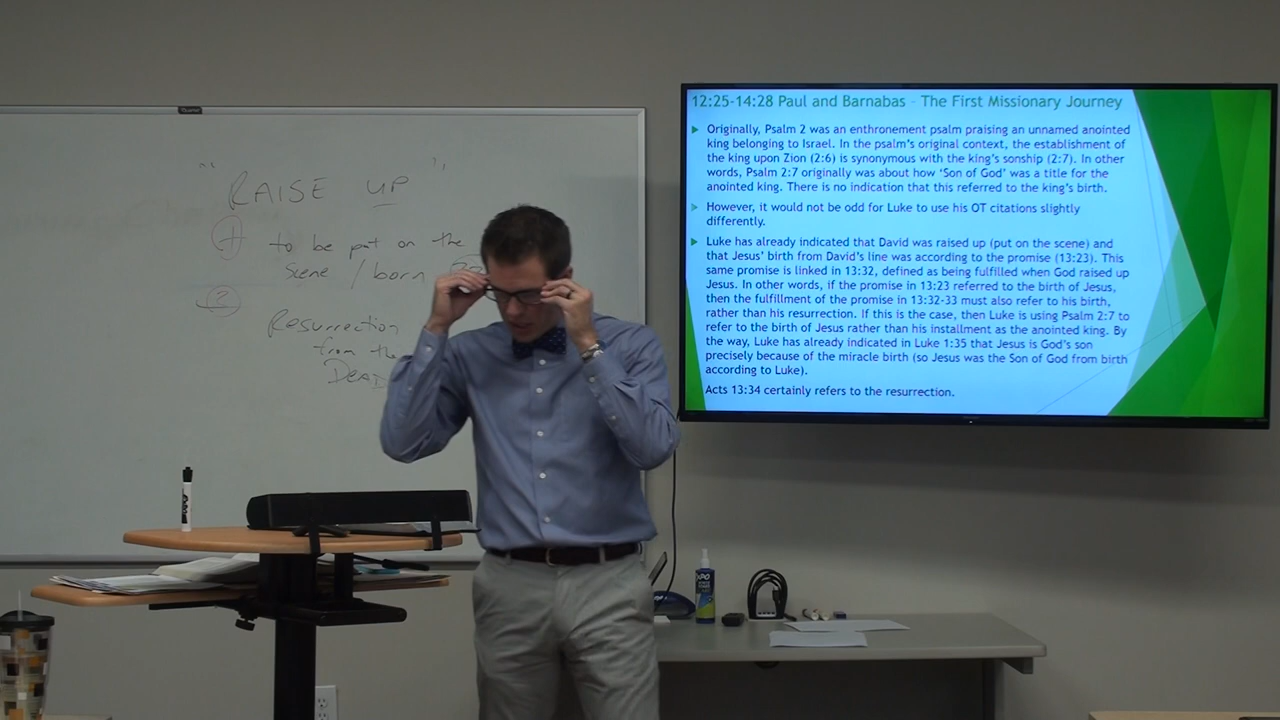 " RAISE UP "
1 to be put on the
scene / born
2
Resurrection
from the
DEAD
12:25-14:28 Paul and Barnabas – The First Missionary Journey
Originally, Psalm 2 was an enthronement psalm praising an unnamed anointed
king belonging to Israel. In the psalm's original context, the establishment of
the king upon Zion (2:6) is synonymous with the king's sonship (2:7). In other
words, Psalm 2:7 originally was about how 'Son of God' was a title for the
anointed king. There is no indication that this referred to the king's birth.
However, it would not be odd for Luke to use his OT citations slightly
differently.
Luke has already indicated that David was raised up (put on the scene) and
that Jesus' birth from David's line was according to the promise (13:23). This
same promise is linked in 13:32, defined as being fulfilled when God raised up
Jesus. In other words, if the promise in 13:23 referred to the birth of Jesus,
then the fulfillment of the promise in 13:32-33 must also refer to his birth,
rather than his resurrection. If this is the case, then Luke is using Psalm 2:7 to
refer to the birth of Jesus rather than his installment as the anointed king. By
the way, Luke has already indicated in Luke 1:35 that Jesus is God's son
precisely because of the miracle birth (so Jesus was the Son of God from birth
according to Luke).
Acts 13:34 certainly refers to the resurrection.
EXPO